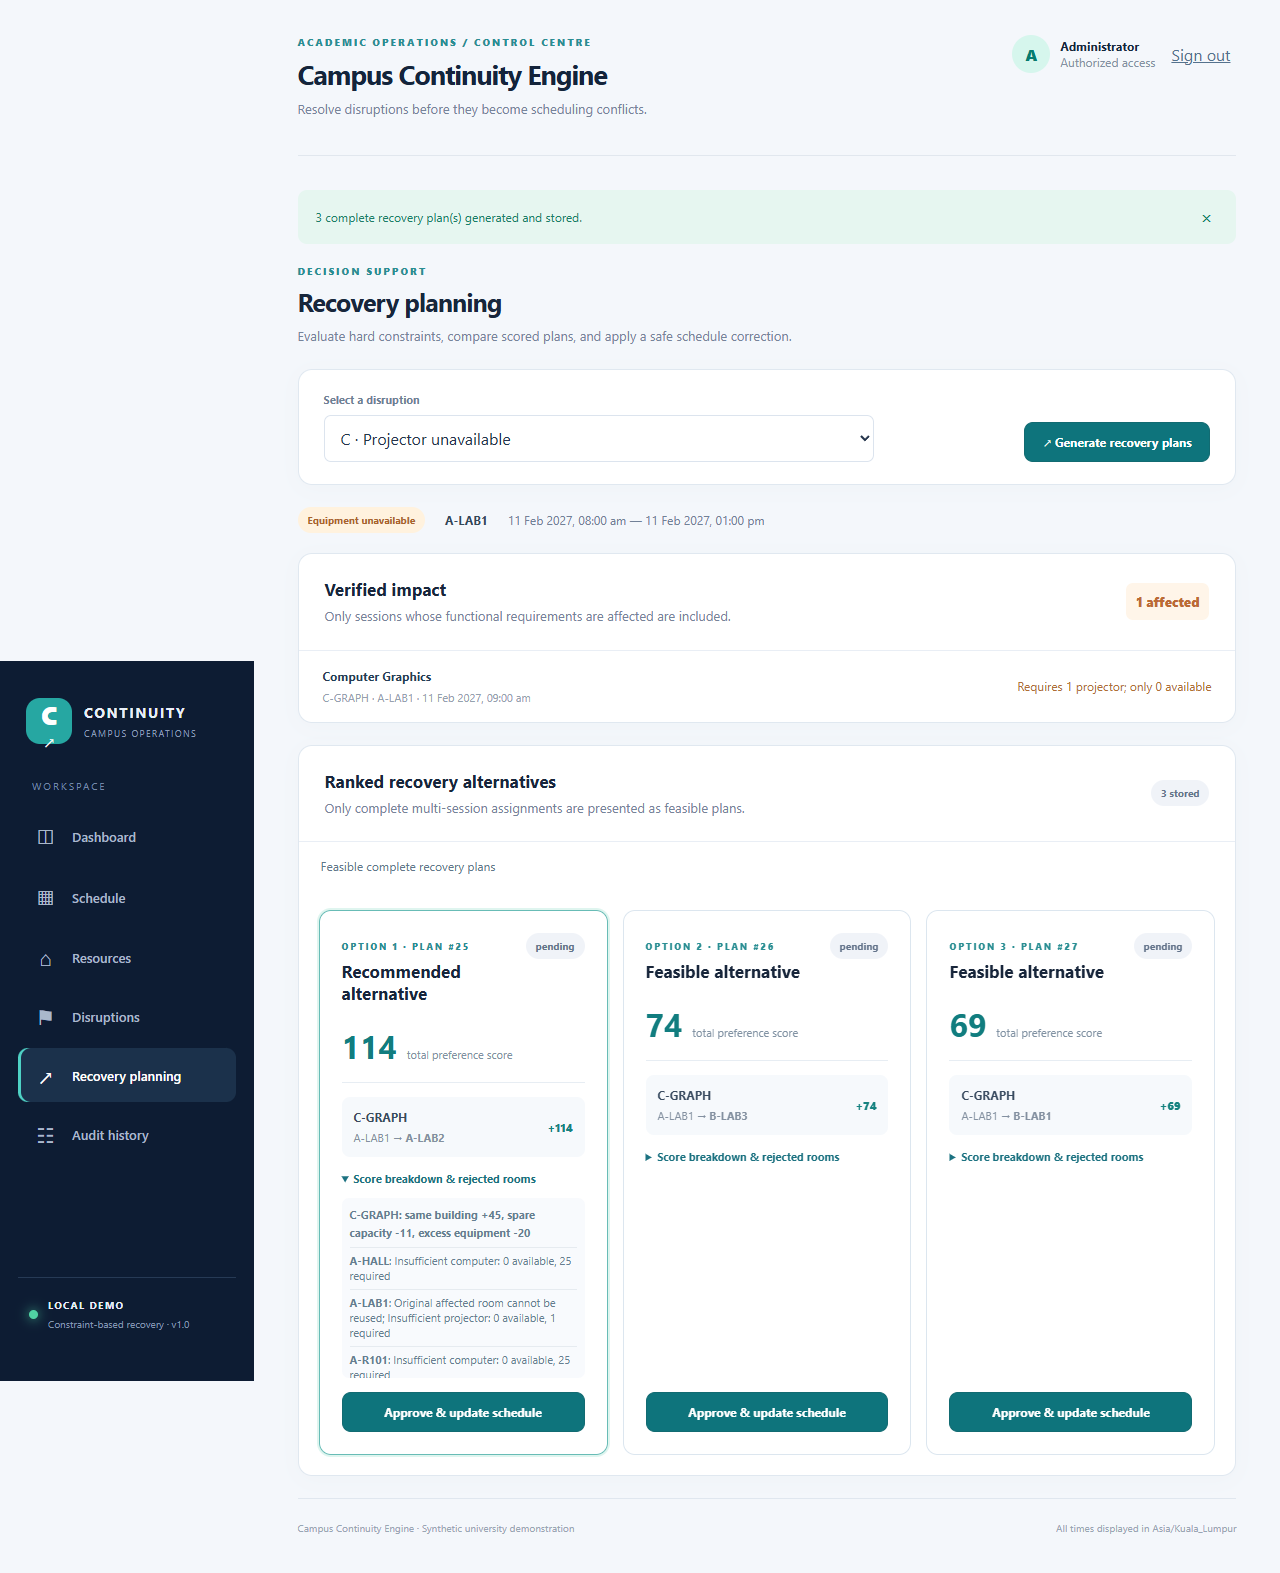 ACADEMIC OPERATIONS / CONTROL CENTRE
Campus Continuity Engine
Resolve disruptions before they become scheduling conflicts.
A
Administrator
Authorized access
Sign out
3 complete recovery plan(s) generated and stored.
×
DECISION SUPPORT
Recovery planning
Evaluate hard constraints, compare scored plans, and apply a safe schedule correction.
Select a disruption
C · Projector unavailable
↗ Generate recovery plans
Equipment unavailable
A-LAB1
11 Feb 2027, 08:00 am — 11 Feb 2027, 01:00 pm
Verified impact
Only sessions whose functional requirements are affected are included.
1 affected
Computer Graphics
C-GRAPH · A-LAB1 · 11 Feb 2027, 09:00 am
Requires 1 projector; only 0 available
C
CONTINUITY
CAMPUS OPERATIONS
WORKSPACE
Dashboard
Schedule
Resources
Disruptions
Recovery planning
Audit history
LOCAL DEMO
Constraint-based recovery · v1.0
Ranked recovery alternatives
Only complete multi-session assignments are presented as feasible plans.
3 stored
Feasible complete recovery plans
OPTION 1 · PLAN #25
pending
Recommended
alternative
114 total preference score
C-GRAPH
A-LAB1 → A-LAB2
+114
▼ Score breakdown & rejected rooms
C-GRAPH: same building +45, spare
capacity -11, excess equipment -20
A-HALL: Insufficient computer: 0 available, 25
required
A-LAB1: Original affected room cannot be
reused; Insufficient projector: 0 available, 1
required
A-R101: Insufficient computer: 0 available, 25
required
Approve & update schedule
OPTION 2 · PLAN #26
pending
Feasible alternative
74 total preference score
C-GRAPH
A-LAB1 → B-LAB3
+74
▶ Score breakdown & rejected rooms
Approve & update schedule
OPTION 3 · PLAN #27
pending
Feasible alternative
69 total preference score
C-GRAPH
A-LAB1 → B-LAB1
+69
▶ Score breakdown & rejected rooms
Approve & update schedule
Campus Continuity Engine · Synthetic university demonstration
All times displayed in Asia/Kuala_Lumpur